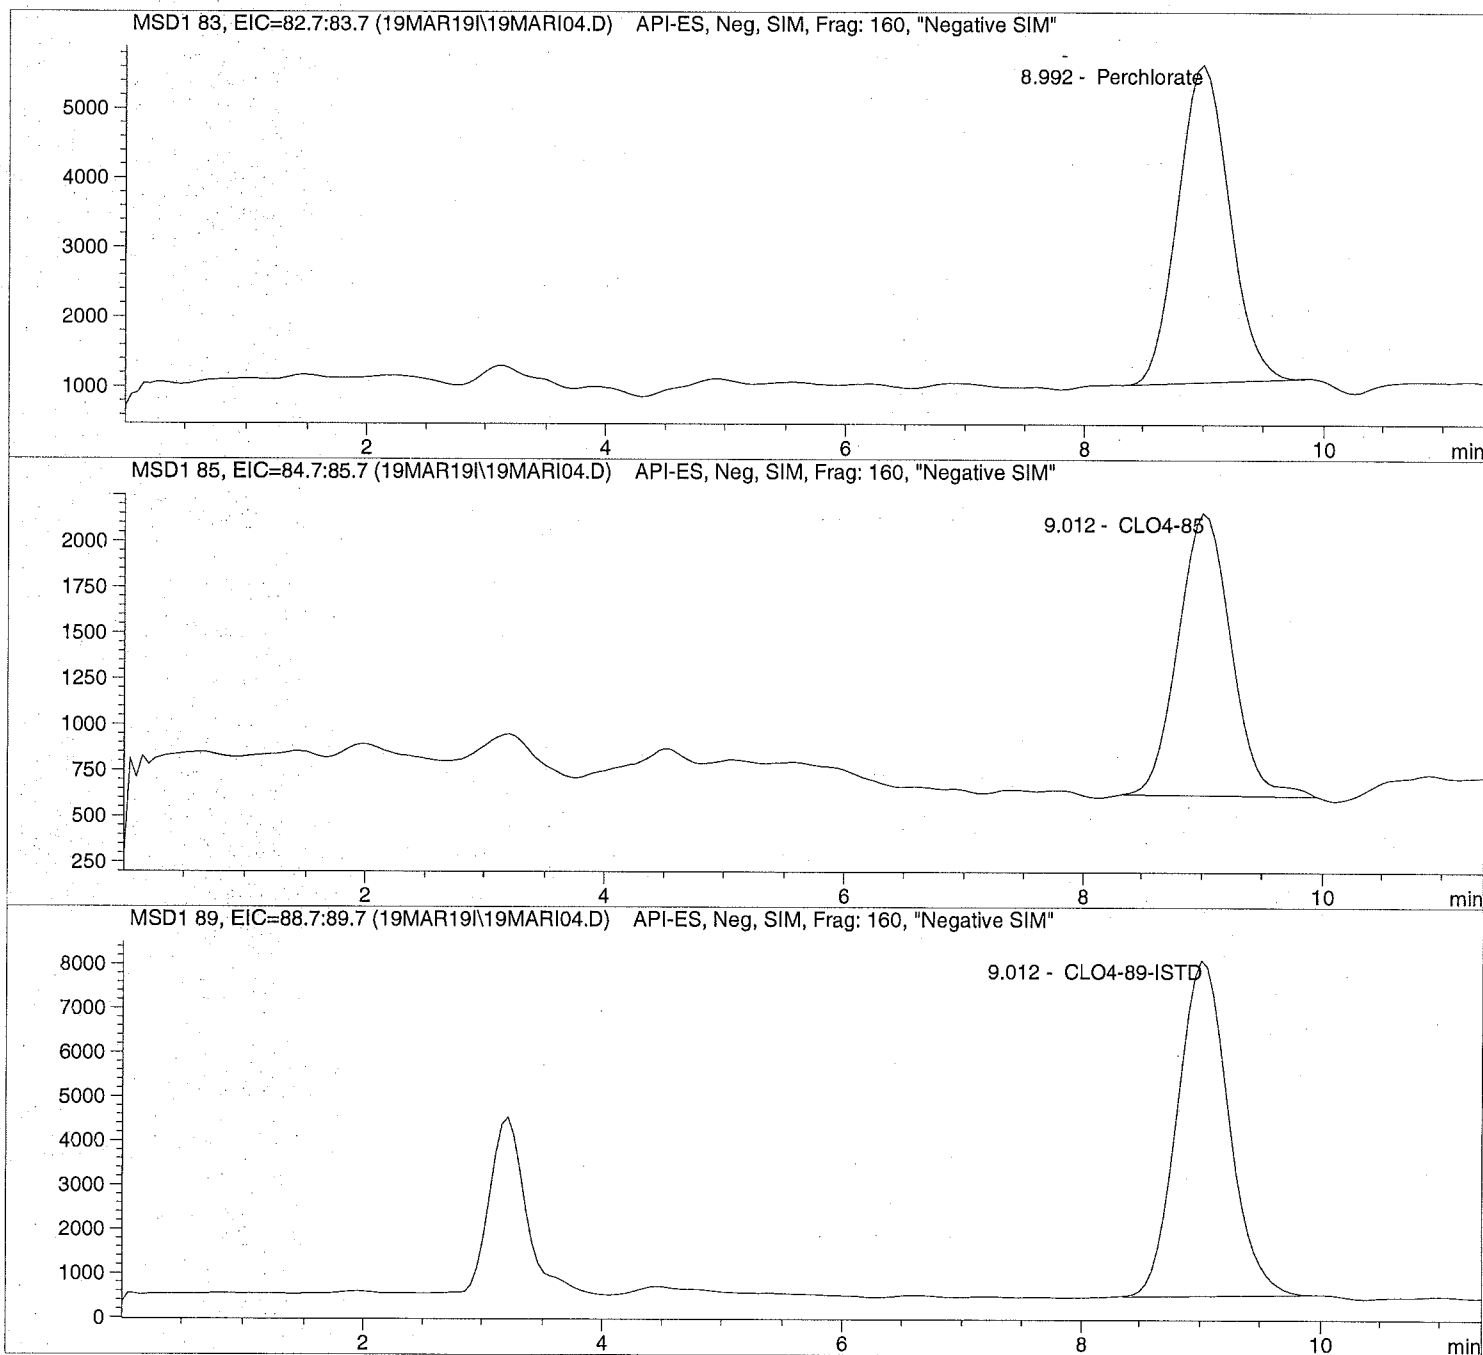 MSD1 83, EIC=82.7:83.7 (19MAR19I\19MARI04.D) API-ES, Neg, SIM, Frag: 160, "Negative SIM"
8.992 - Perchlorate
5000
4000
3000
2000
1000
2 4 6 8 10 min
MSD1 85, EIC=84.7:85.7 (19MAR19I\19MARI04.D) API-ES, Neg, SIM, Frag: 160, "Negative SIM"
9.012 - CLO4-85
2000
1750
1500
1250
1000
750
500
250
2 4 6 8 10 min
MSD1 89, EIC=88.7:89.7 (19MAR19I\19MARI04.D) API-ES, Neg, SIM, Frag: 160, "Negative SIM"
9.012 - CLO4-89-ISTD
8000
7000
6000
5000
4000
3000
2000
1000
0
2 4 6 8 10 min